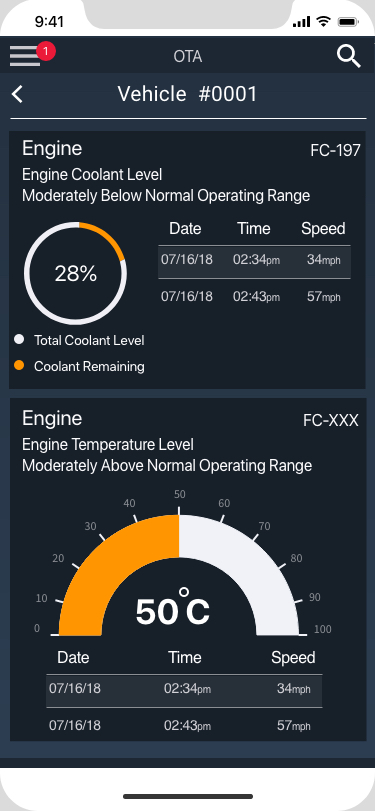 9:41
1
OTA
Vehicle #0001
Engine
FC-197
Engine Coolant Level
Moderately Below Normal Operating Range
28%
Date Time Speed
07/16/18 02:34pm 34mph
07/16/18 02:43pm 57mph
Total Coolant Level
Coolant Remaining
Engine
FC-XXX
Engine Temperature Level
Moderately Above Normal Operating Range
0
10
20
30
40
50
60
70
80
90
100
50°C
Date Time Speed
07/16/18 02:34pm 34mph
07/16/18 02:43pm 57mph